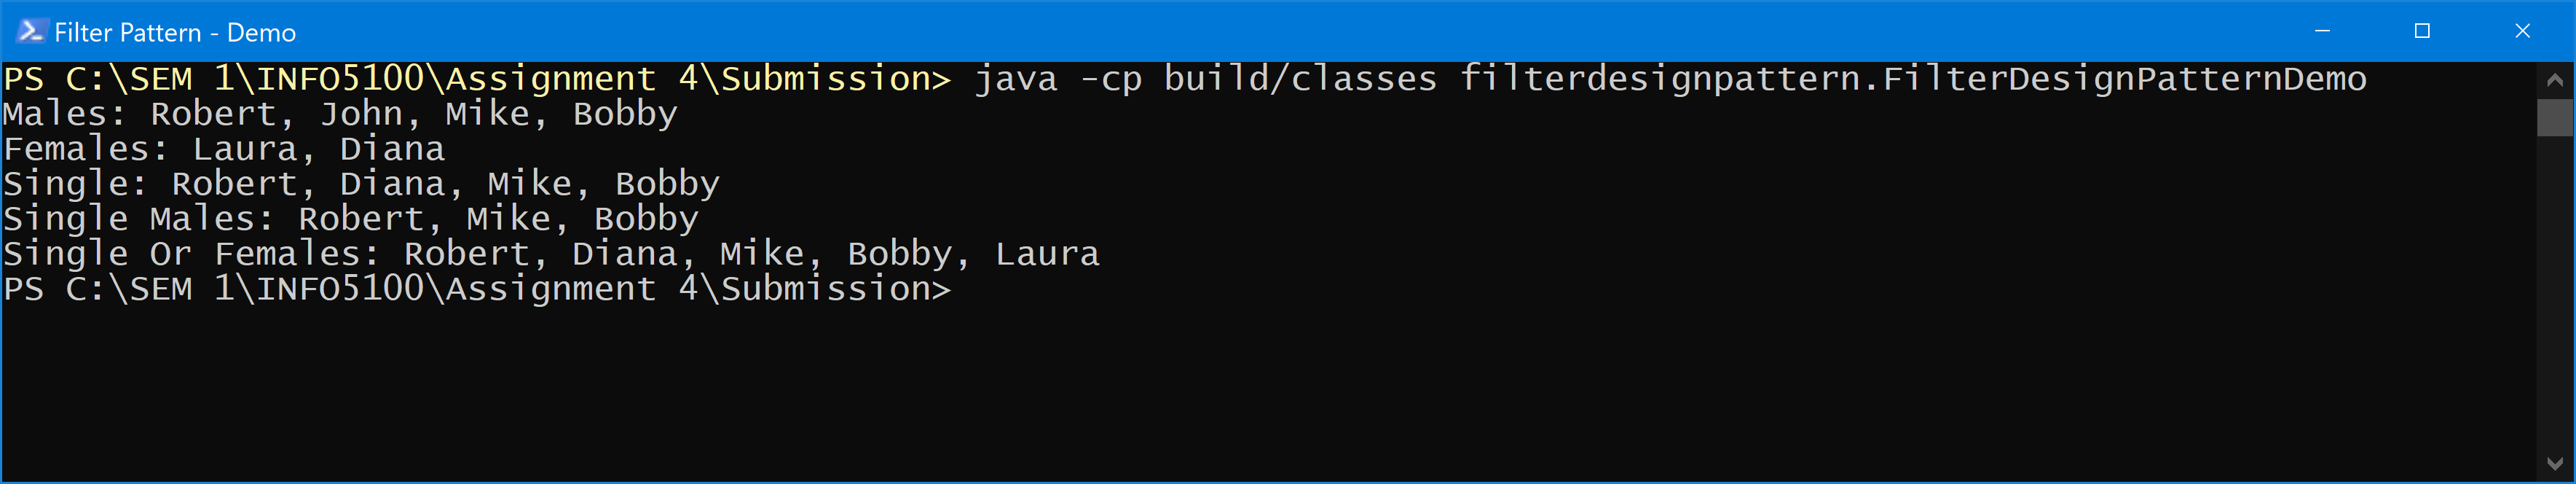 Filter Pattern - Demo
PS C:\SEM 1\INFO5100\Assignment 4\Submission> java -cp build/classes filterdesignpattern.FilterDesignPatternDemo
Males: Robert, John, Mike, Bobby
Females: Laura, Diana
Single: Robert, Diana, Mike, Bobby
Single Males: Robert, Mike, Bobby
Single Or Females: Robert, Diana, Mike, Bobby, Laura
PS C:\SEM 1\INFO5100\Assignment 4\Submission>